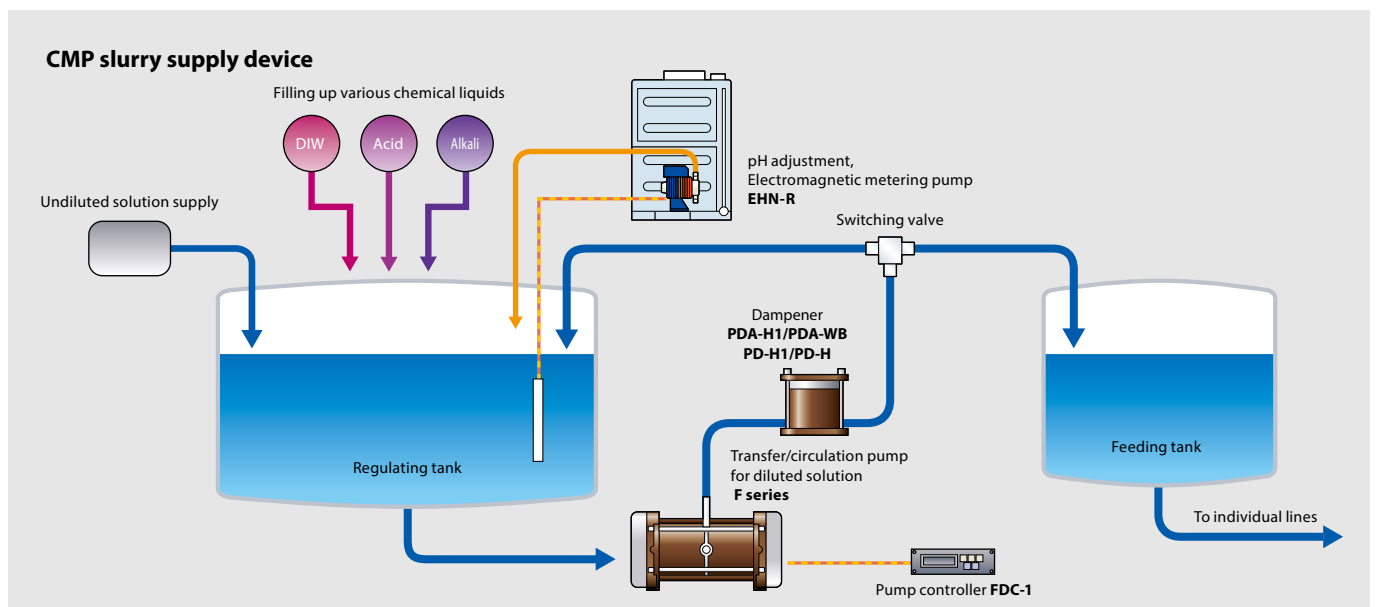 CMP slurry supply device
Filling up various chemical liquids
DIW
Acid
Alkali
Undiluted solution supply
pH adjustment,
Electromagnetic metering pump
EHN-R
Switching valve
Dampener
PDA-H1/PDA-WB
PD-H1/PD-H
Regulating tank
Transfer/circulation pump
for diluted solution
F series
Feeding tank
To individual lines
Pump controller FDC-1